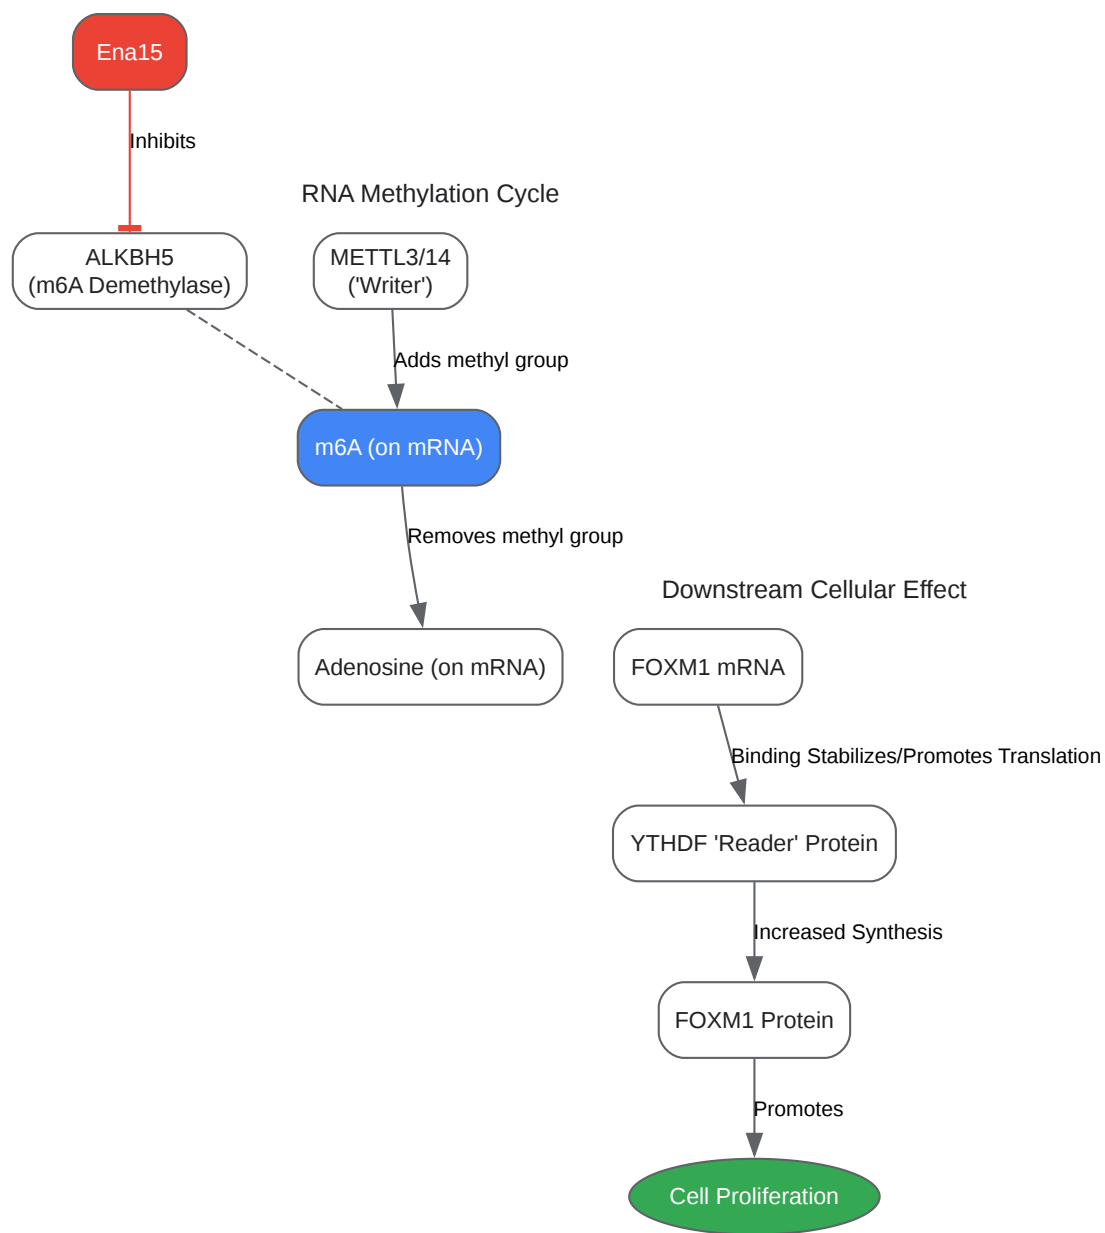 Ena15
Inhibits
RNA Methylation Cycle
ALKBH5
(m6A Demethylase)
METTL3/14
('Writer')
Adds methyl group
m6A (on mRNA)
Removes methyl group
Downstream Cellular Effect
Adenosine (on mRNA)
FOXM1 mRNA
Binding Stabilizes/Promotes Translation
YTHDF 'Reader' Protein
Increased Synthesis
FOXM1 Protein
Promotes
Cell Proliferation